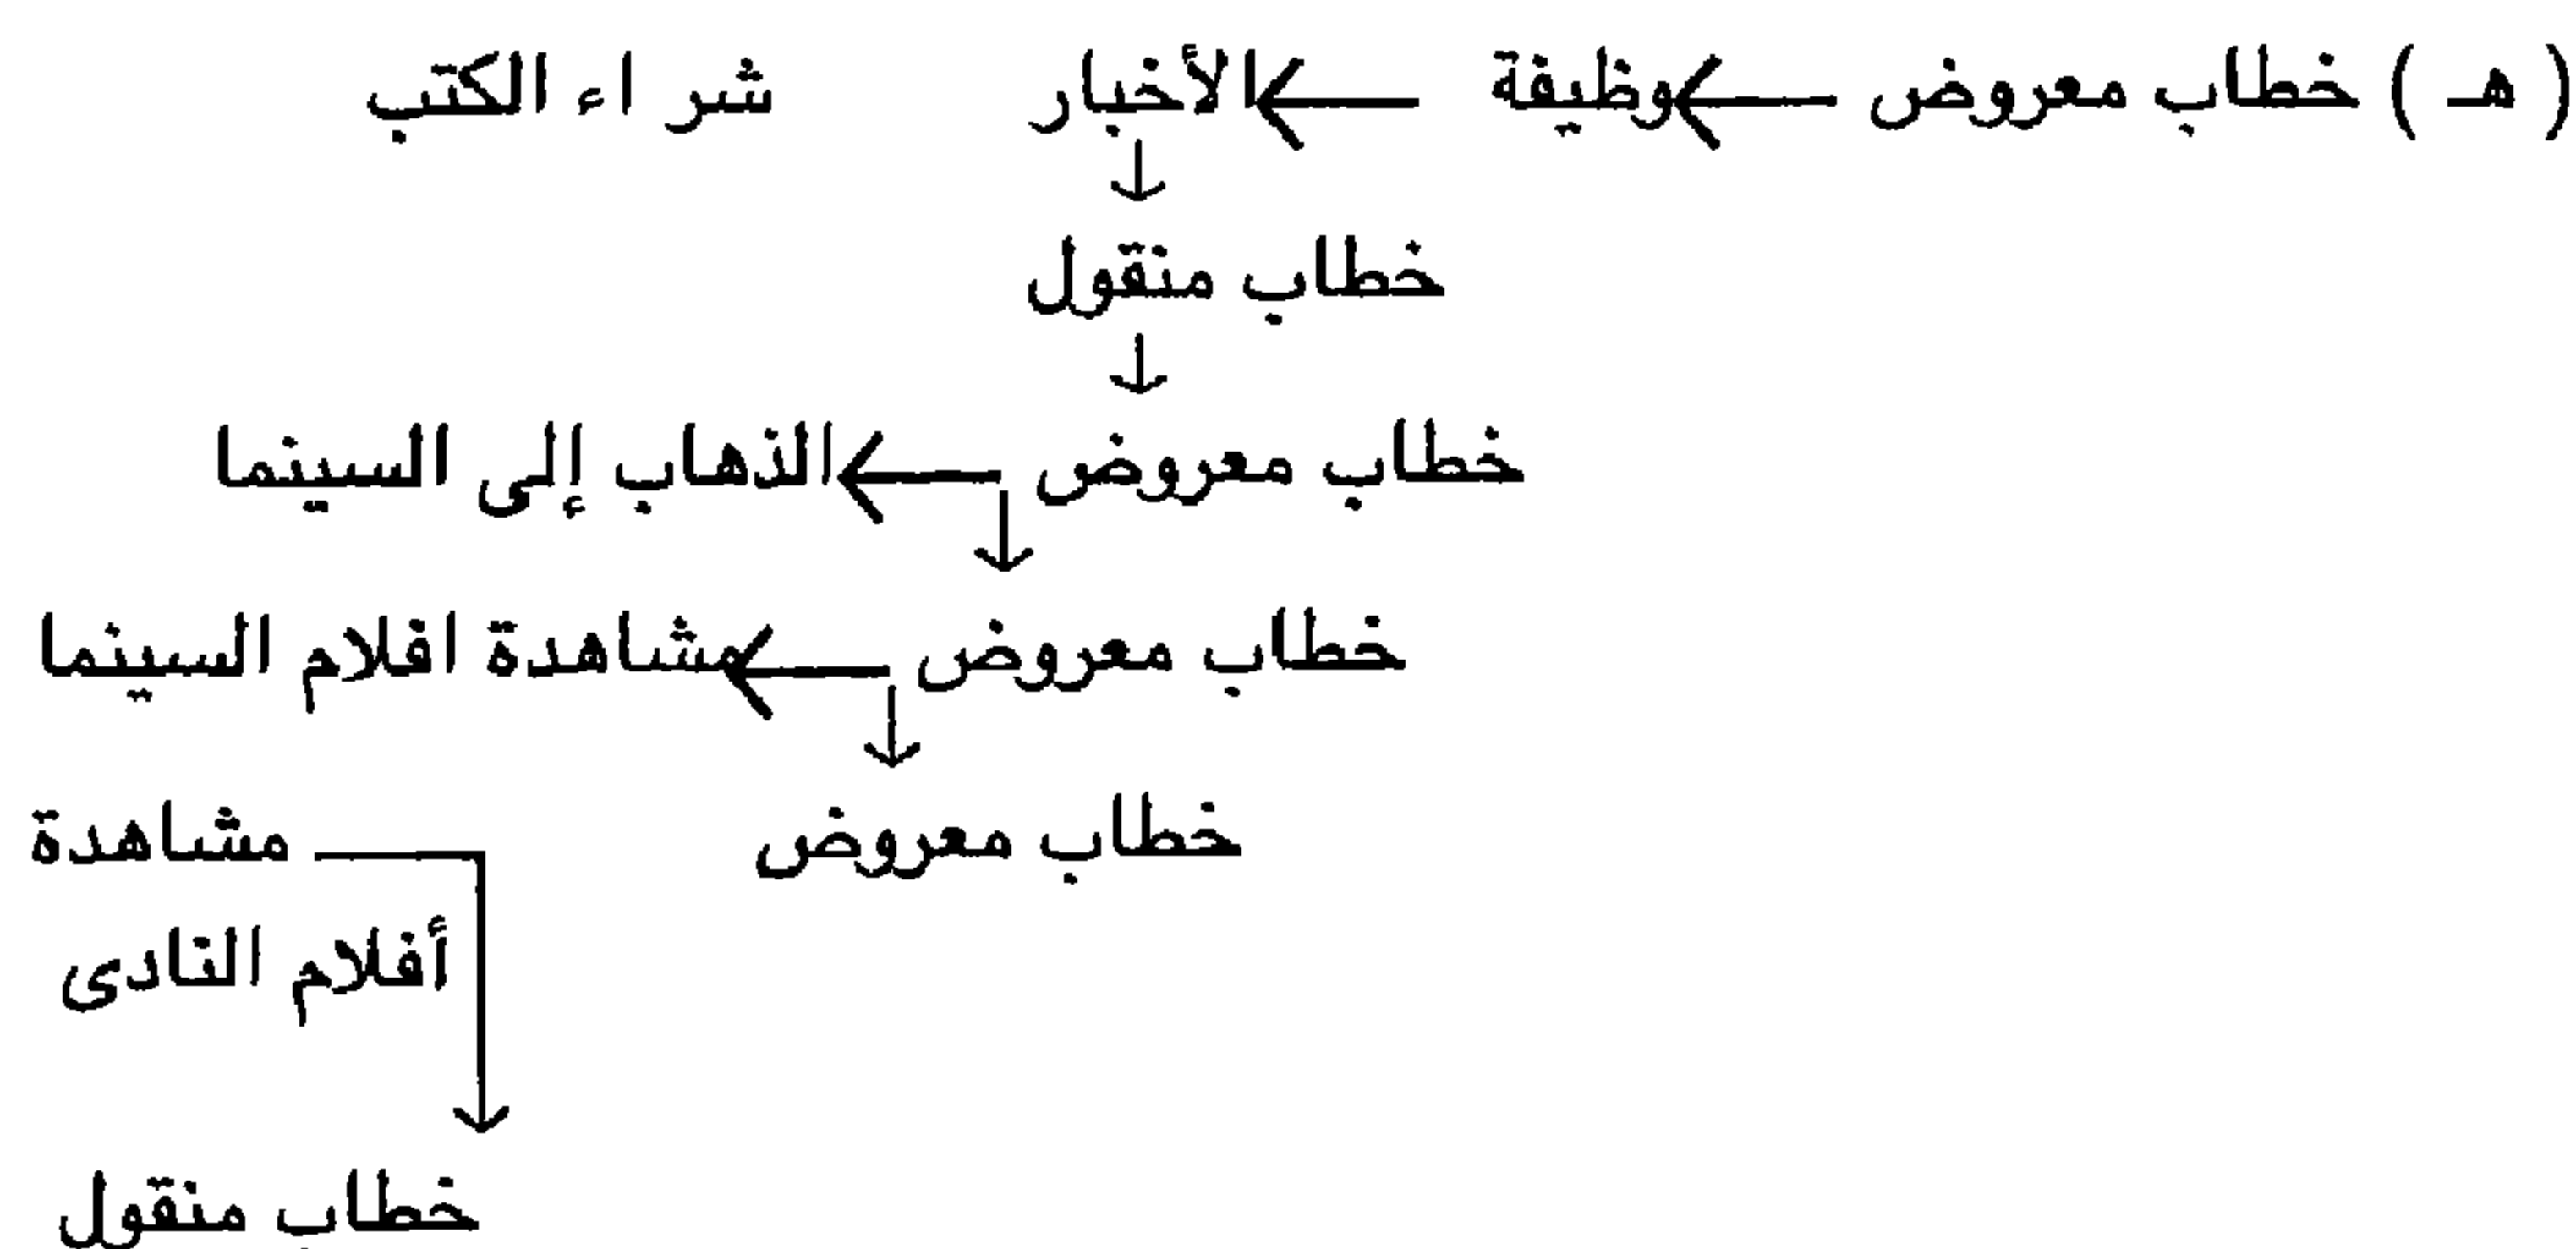 ( هـ ) خطاب معروض وظيفة الأخبار شر اء الكتب
خطاب منقول
خطاب معروض الذهاب إلى السينما
خطاب معروض مشاهدة افلام السينما
خطاب معروض مشاهدة
أفلام النادى
خطاب منقول